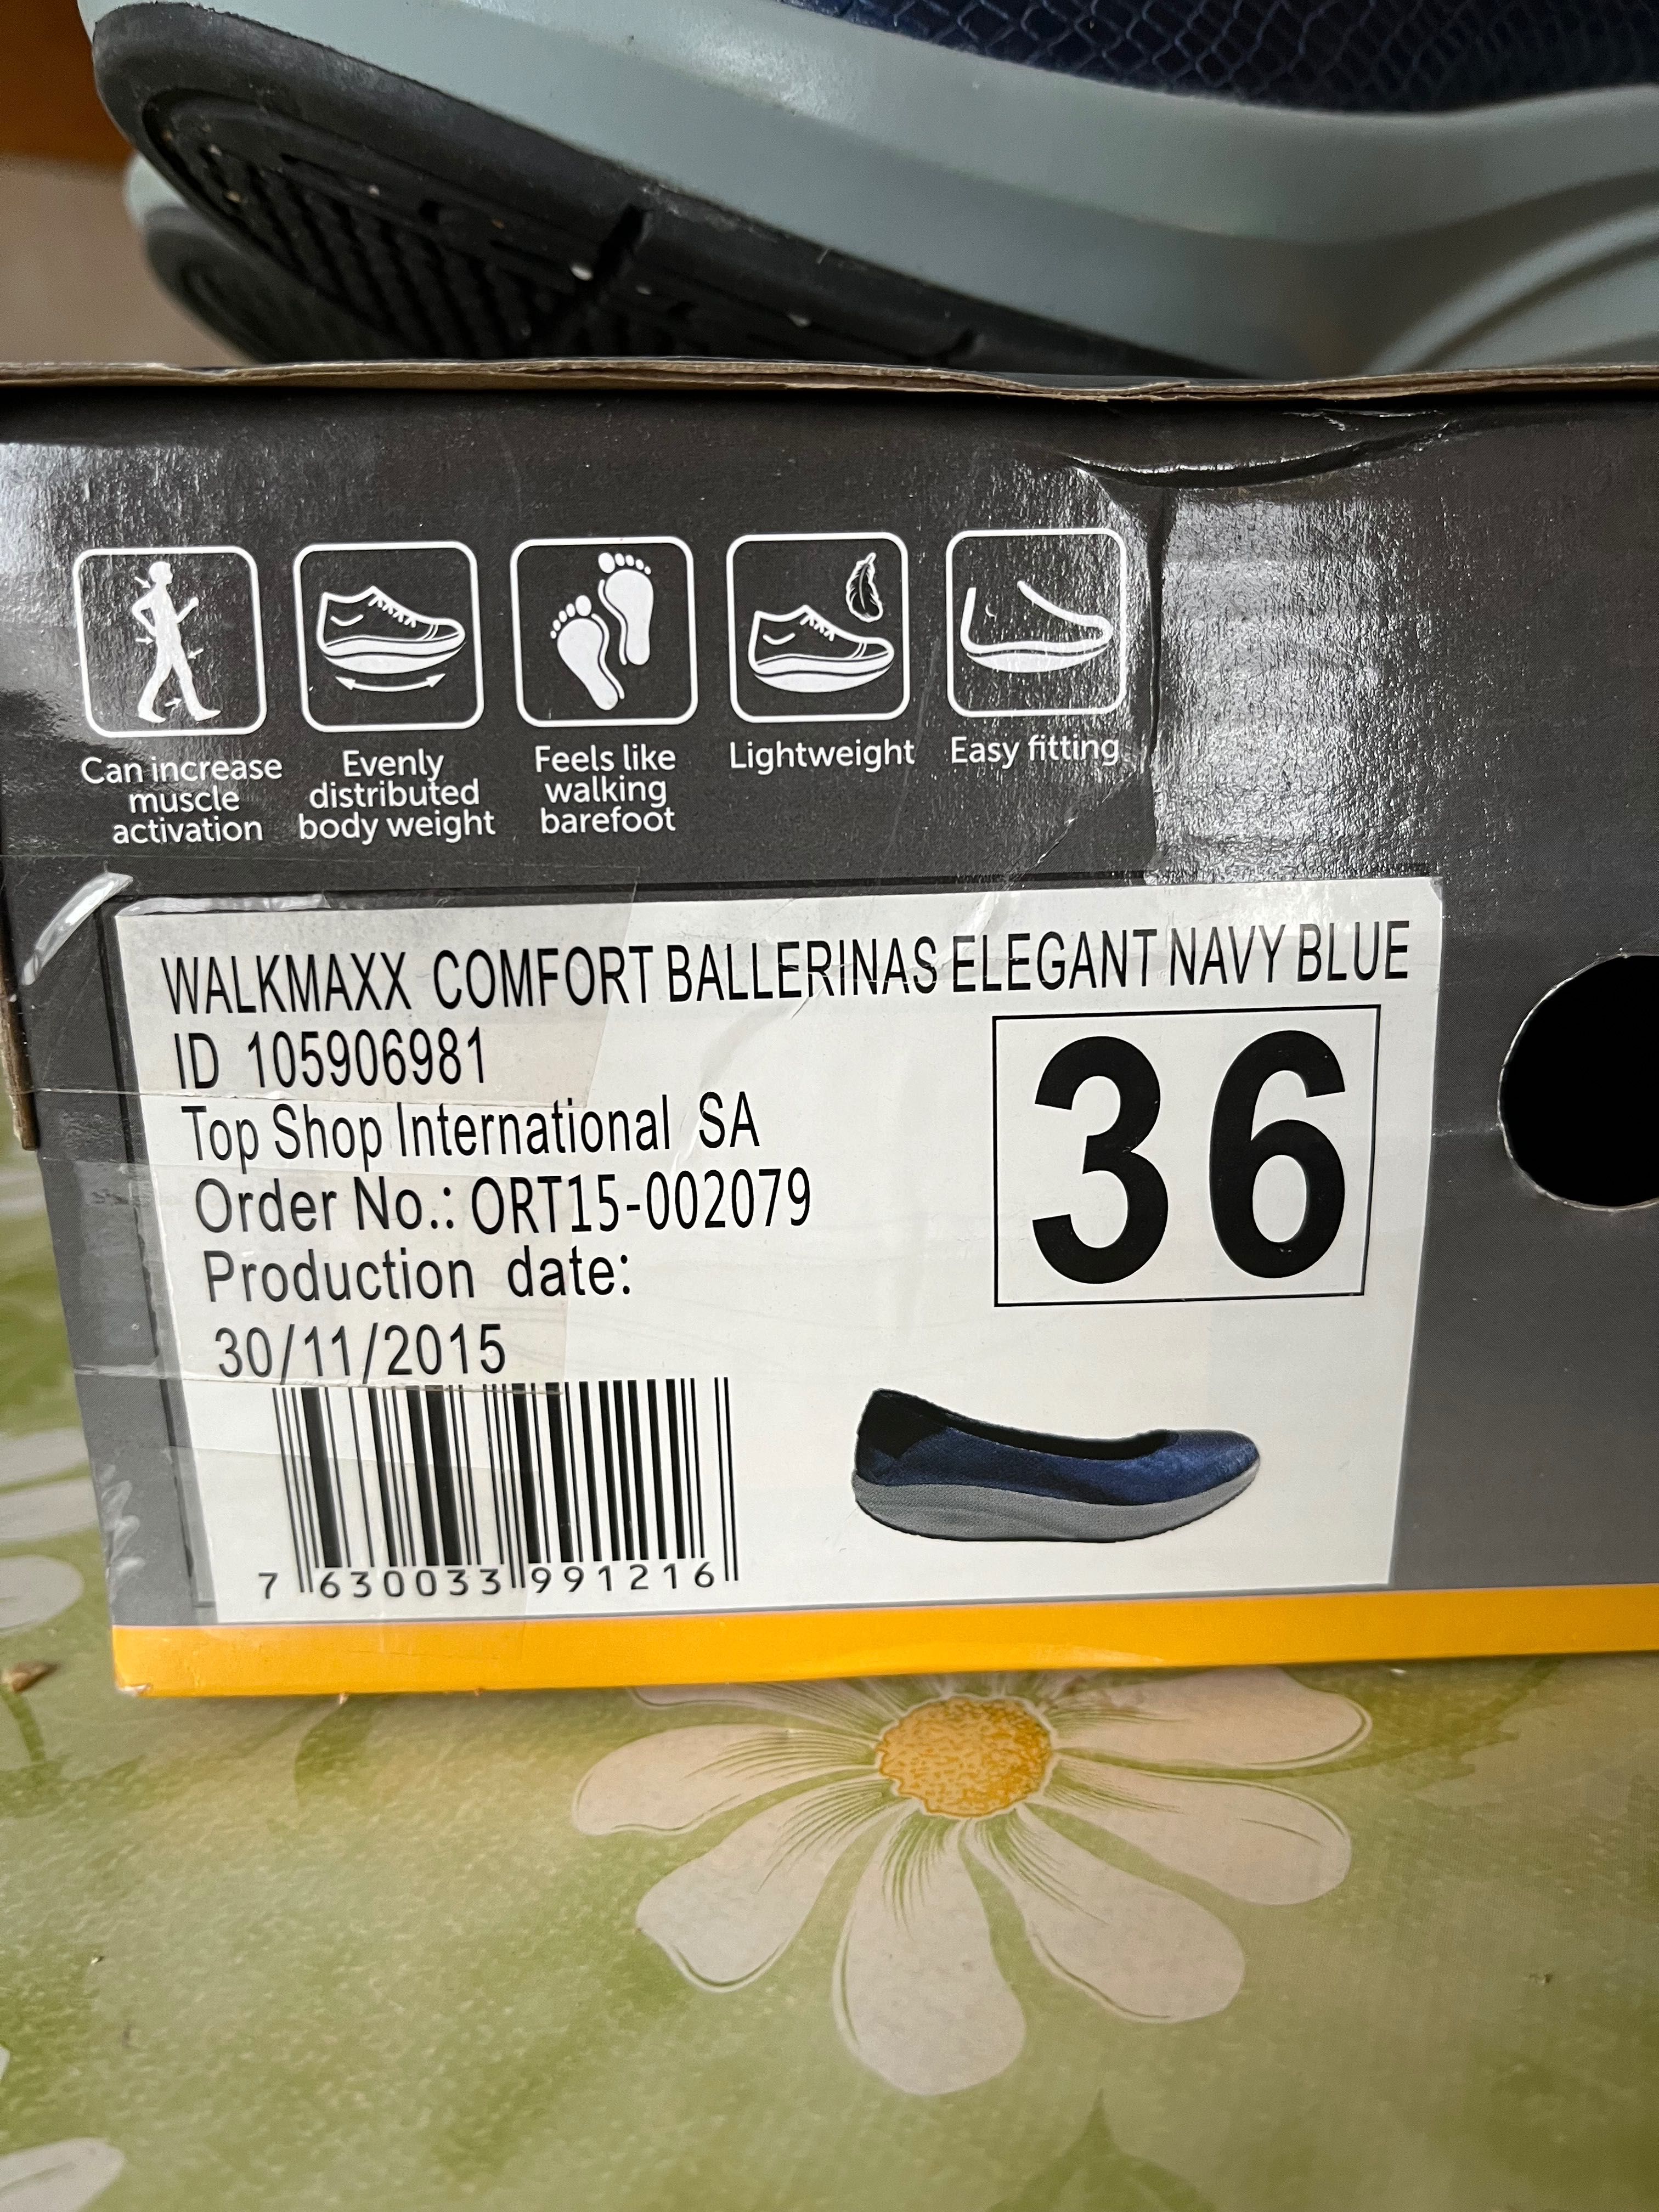 Can increase
muscle
activation
Evenly
distributed
body weight
Feels like
walking
barefoot
Lightweight
Easy fitting
WALKMAXX COMFORT BALLERINAS ELEGANT NAVY BLUE
ID 105906981
Top Shop International SA
Order No.: ORT15-002079
Production date:
30/11/2015
36
7 630033 991216